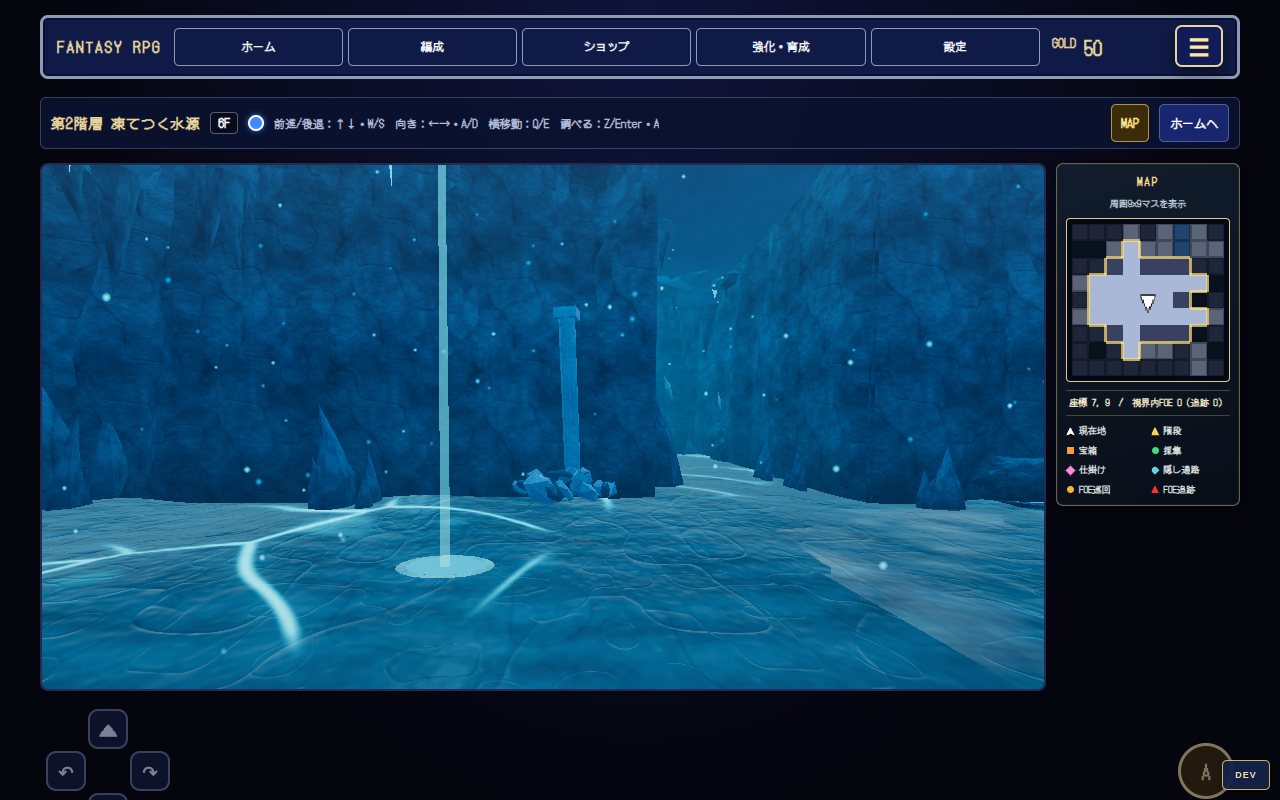 FANTASY RPG ホーム 編成 ショップ 強化・育成 設定 GOLD 50
第2階層 凍てつく水源 6F 前進/後退：↑↓・W/S 向き：←→・A/D 横移動：Q/E 調べる：Z/Enter・A MAP ホームへ
MAP
周囲9x9マスを表示
座標 7, 9 / 視界内FOE 0（追跡 0）
現在地 階段
宝箱 採集
仕掛け 隠し通路
FOE巡回 FOE追跡
A DEV